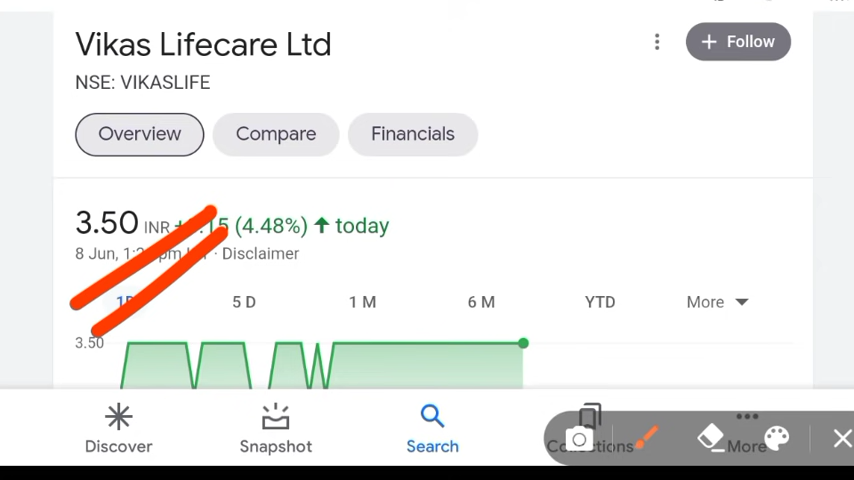 Vikas Lifecare Ltd
+ Follow
NSE: VIKASLIFE
Overview Compare Financials
3.50 INR (4.48%) ↑ today
8 Jun, Disclaimer
5 D 1 M 6 M YTD More
3.50
Discover Snapshot Search Collections More